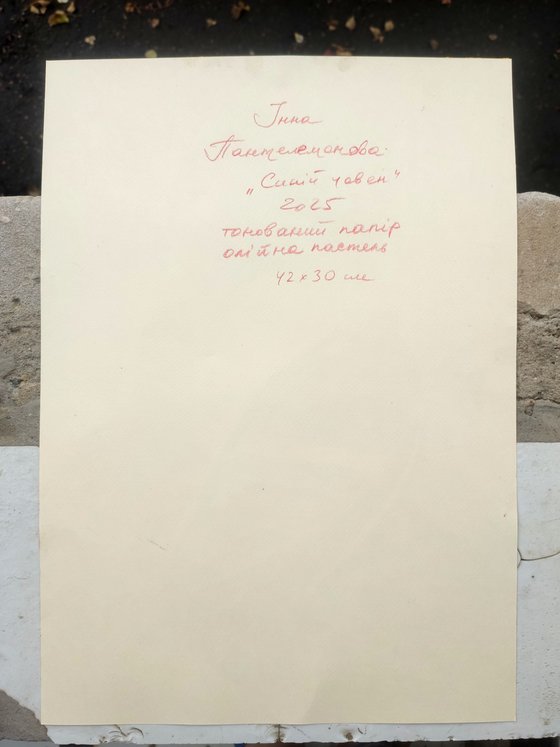 Інна
Пантелемонова
„Синій човен“
2025
тонований папір
олійна пастель
42 x 30 см